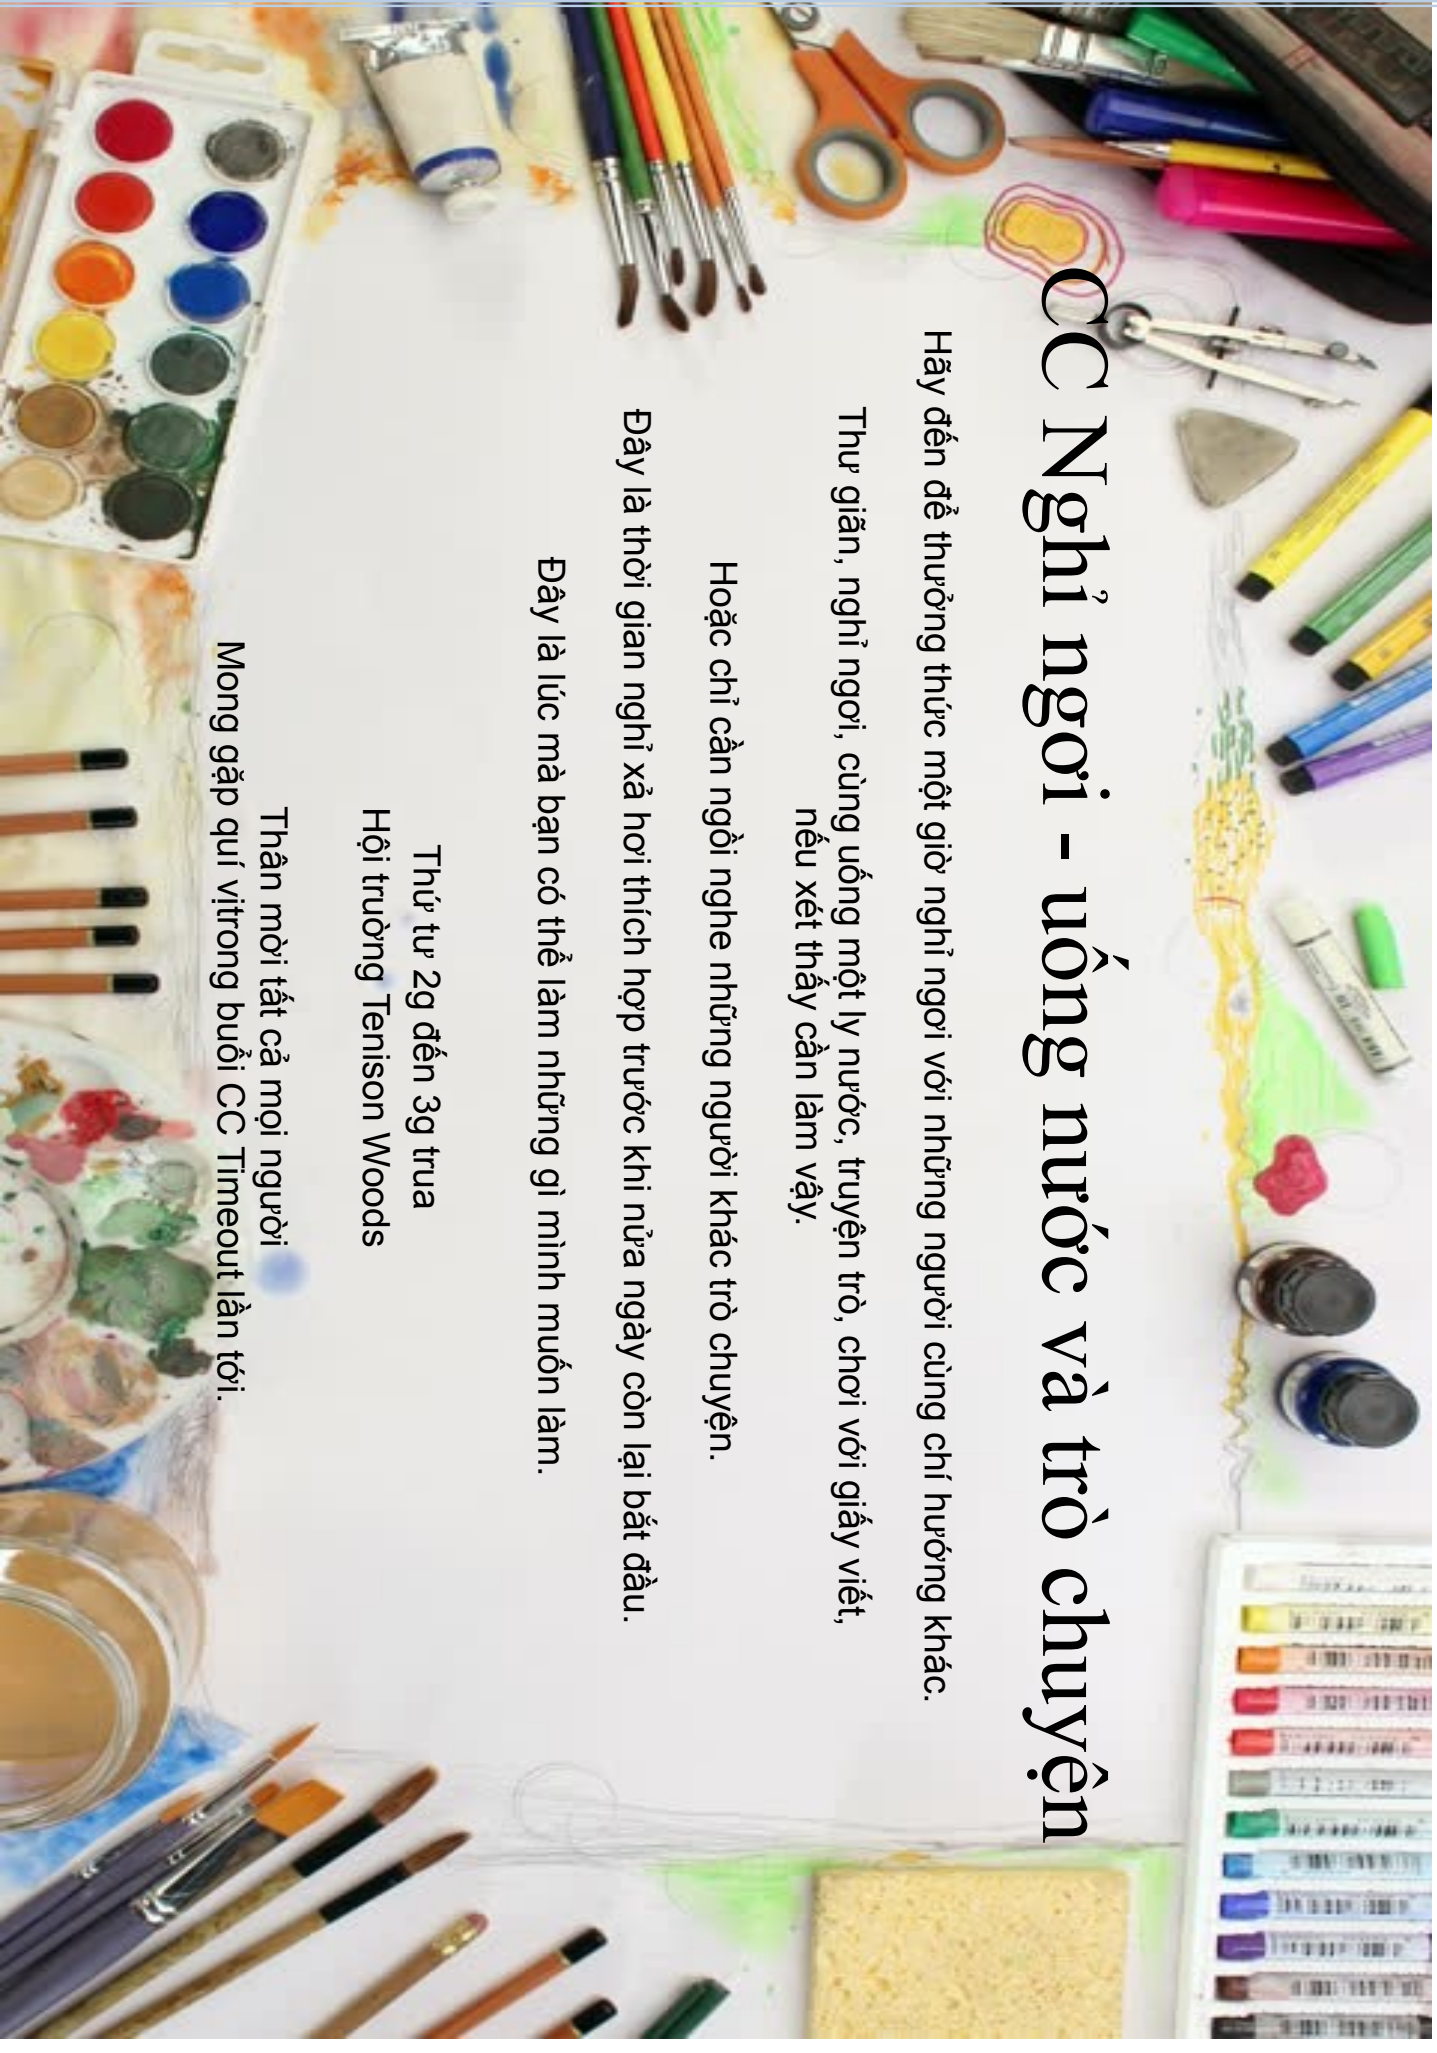 CC Nghỉ ngơi - uống nước và trò chuyện
Hãy đến để thưởng thức một giờ nghỉ ngơi với những người cùng chí hướng khác.
Thư giãn, nghỉ ngơi, cùng uống một ly nước, truyện trò, chơi với giấy viết,
nếu xét thấy cần làm vậy.
Hoặc chỉ cần ngồi nghe những người khác trò chuyện.
Đây là thời gian nghỉ xả hơi thích hợp trước khi nửa ngày còn lại bắt đầu.
Đây là lúc mà bạn có thể làm những gì mình muốn làm.
Thứ tư 2g đến 3g trua
Hội truờng Tenison Woods
Thân mời tất cả mọi người
Mong gặp quí vịtrong buổi CC Timeout lần tới.